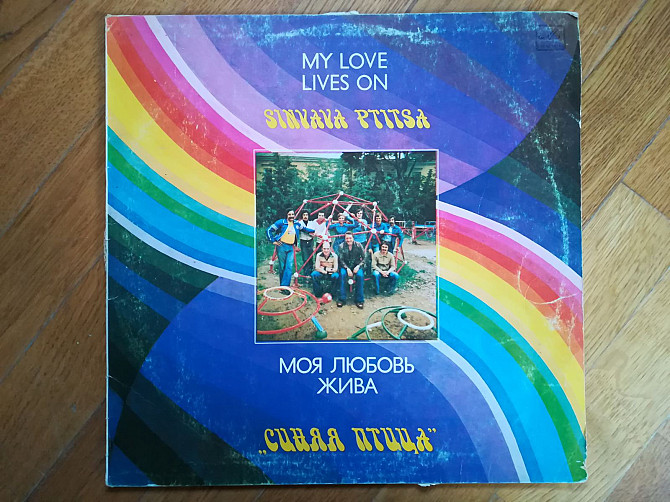 MY LOVE
LIVES ON
SINYAYA PTITSA
МОЯ ЛЮБОВЬ
ЖИВА
„СИНЯЯ ПТИЦА"